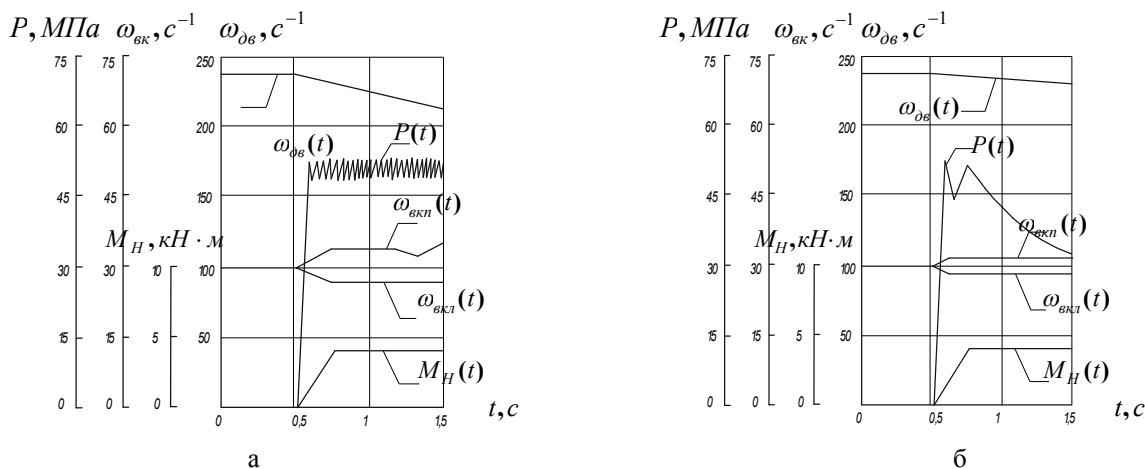 P, МПа ω_вк, c⁻¹ ω_дв, c⁻¹
75 75 250
60 60 200
ω_дв(t) P(t)
45 45 150
ω_вкп(t)
M_H, кН · м
30 30 10 100
ω_вкл(t)
15 15 5 50
M_H(t)
0 0 0
0 0,5 1 1,5 t, c
а
P, МПа ω_вк, c⁻¹ ω_дв, c⁻¹
75 75 250
ω_дв(t)
60 60 200
P(t)
45 45 150
ω_вкп(t)
M_H, кН · м
30 30 10 100
ω_вкл(t)
15 15 5 50
M_H(t)
0 0 0
0 0,5 1 1,5 t, c
б